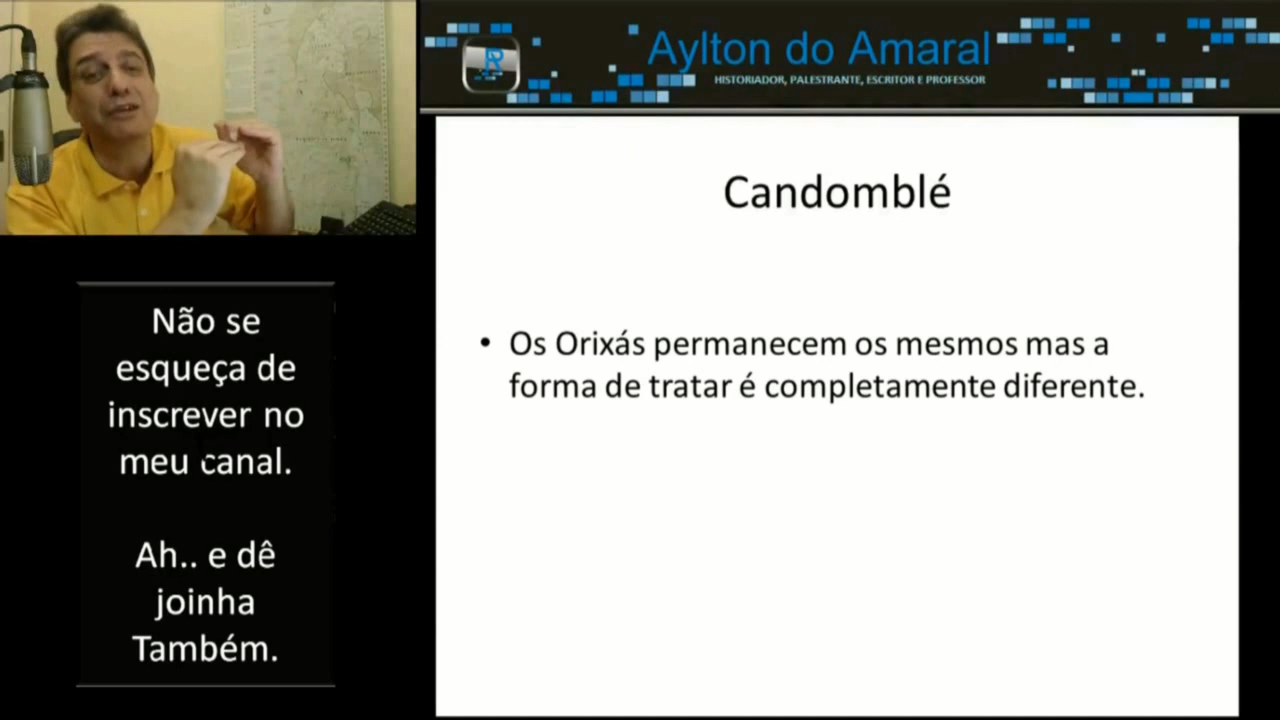 R
Aylton do Amaral
HISTORIADOR, PALESTRANTE, ESCRITOR E PROFESSOR
Candomblé
• Os Orixás permanecem os mesmos mas a
forma de tratar é completamente diferente.
Não se
esqueça de
inscrever no
meu canal.
Ah.. e dê
joinha
Também.